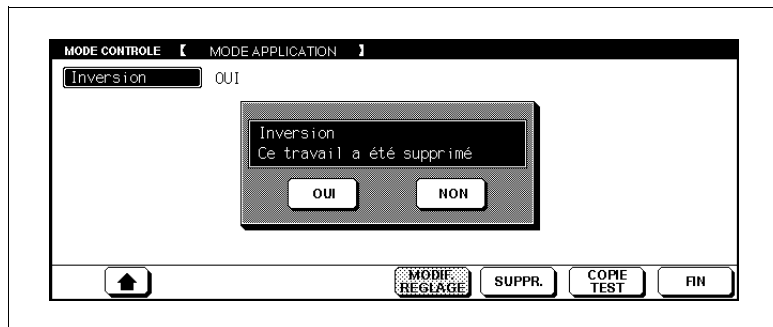 MODE CONTROLE 【 MODE APPLICATION 】
Inversion OUI
Inversion
Ce travail a été supprimé
OUI NON
MODIF. REGLAGE SUPPR. COPIE TEST FIN